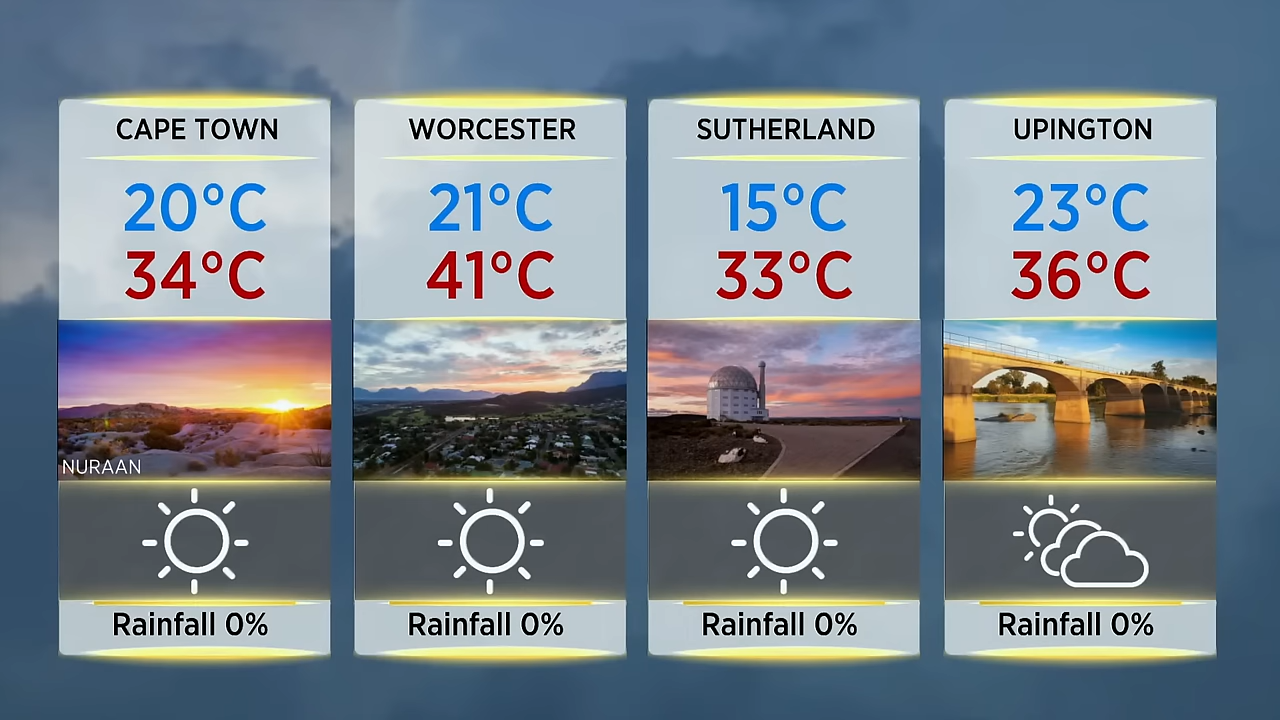 CAPE TOWN
20°C
34°C
NURAAN
Rainfall 0%
WORCESTER
21°C
41°C
Rainfall 0%
SUTHERLAND
15°C
33°C
Rainfall 0%
UPINGTON
23°C
36°C
Rainfall 0%